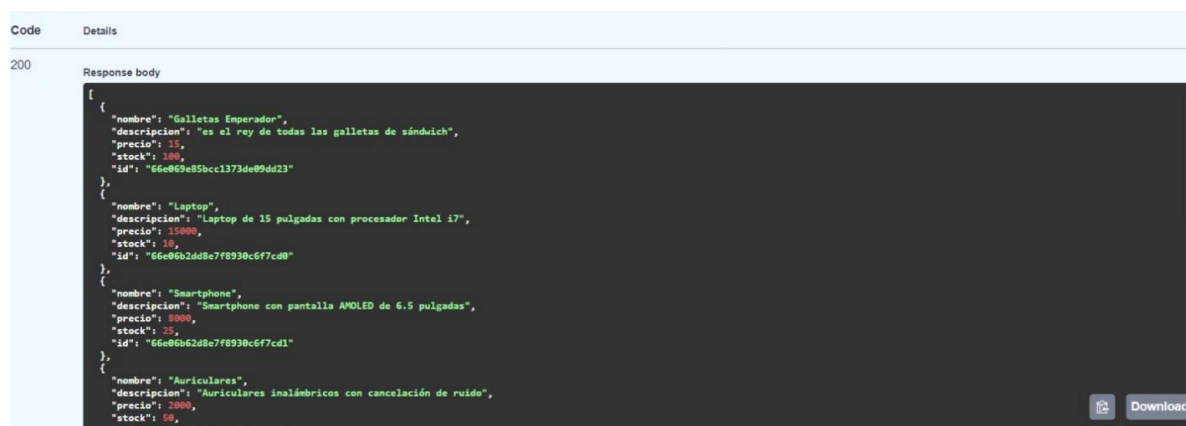 Code Details
200
Response body
[
{
"nombre": "Galletas Emperador",
"descripcion": "es el rey de todas las galletas de sándwich",
"precio": 15,
"stock": 100,
"id": "66e069e85bcc1373de09dd23"
},
{
"nombre": "Laptop",
"descripcion": "Laptop de 15 pulgadas con procesador Intel i7",
"precio": 15000,
"stock": 10,
"id": "66e06b2dd8e7f8930c6f7cd0"
},
{
"nombre": "Smartphone",
"descripcion": "Smartphone con pantalla AMOLED de 6.5 pulgadas",
"precio": 8000,
"stock": 25,
"id": "66e06b62d8e7f8930c6f7cd1"
},
{
"nombre": "Auriculares",
"descripcion": "Auriculares inalámbricos con cancelación de ruido",
"precio": 2000,
"stock": 50,
Download